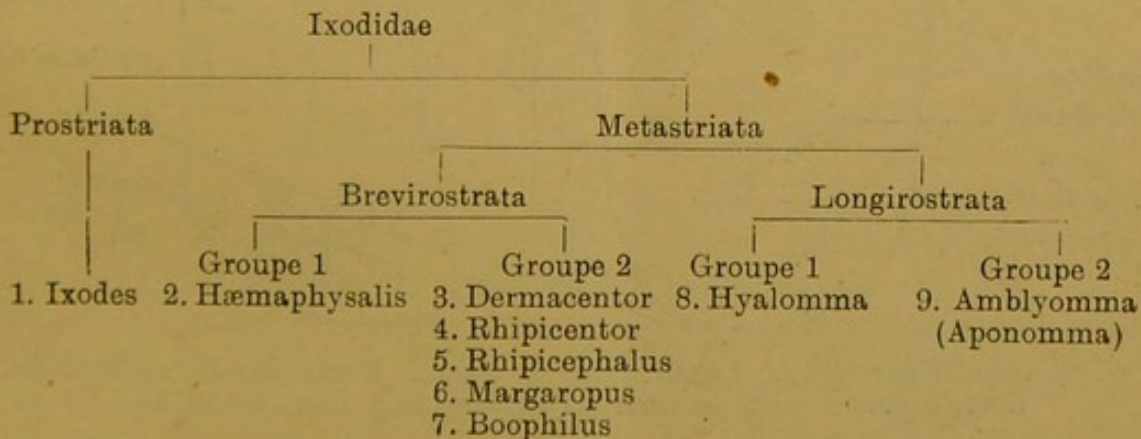 Ixodidae
Prostriata Metastriata
Brevirostrata Longirostrata
Groupe 1 Groupe 2 Groupe 1 Groupe 2
1. Ixodes 2. Hæmaphysalis 3. Dermacentor 8. Hyalomma 9. Amblyomma
4. Rhipicentor (Aponomma)
5. Rhipicephalus
6. Margaropus
7. Boophilus